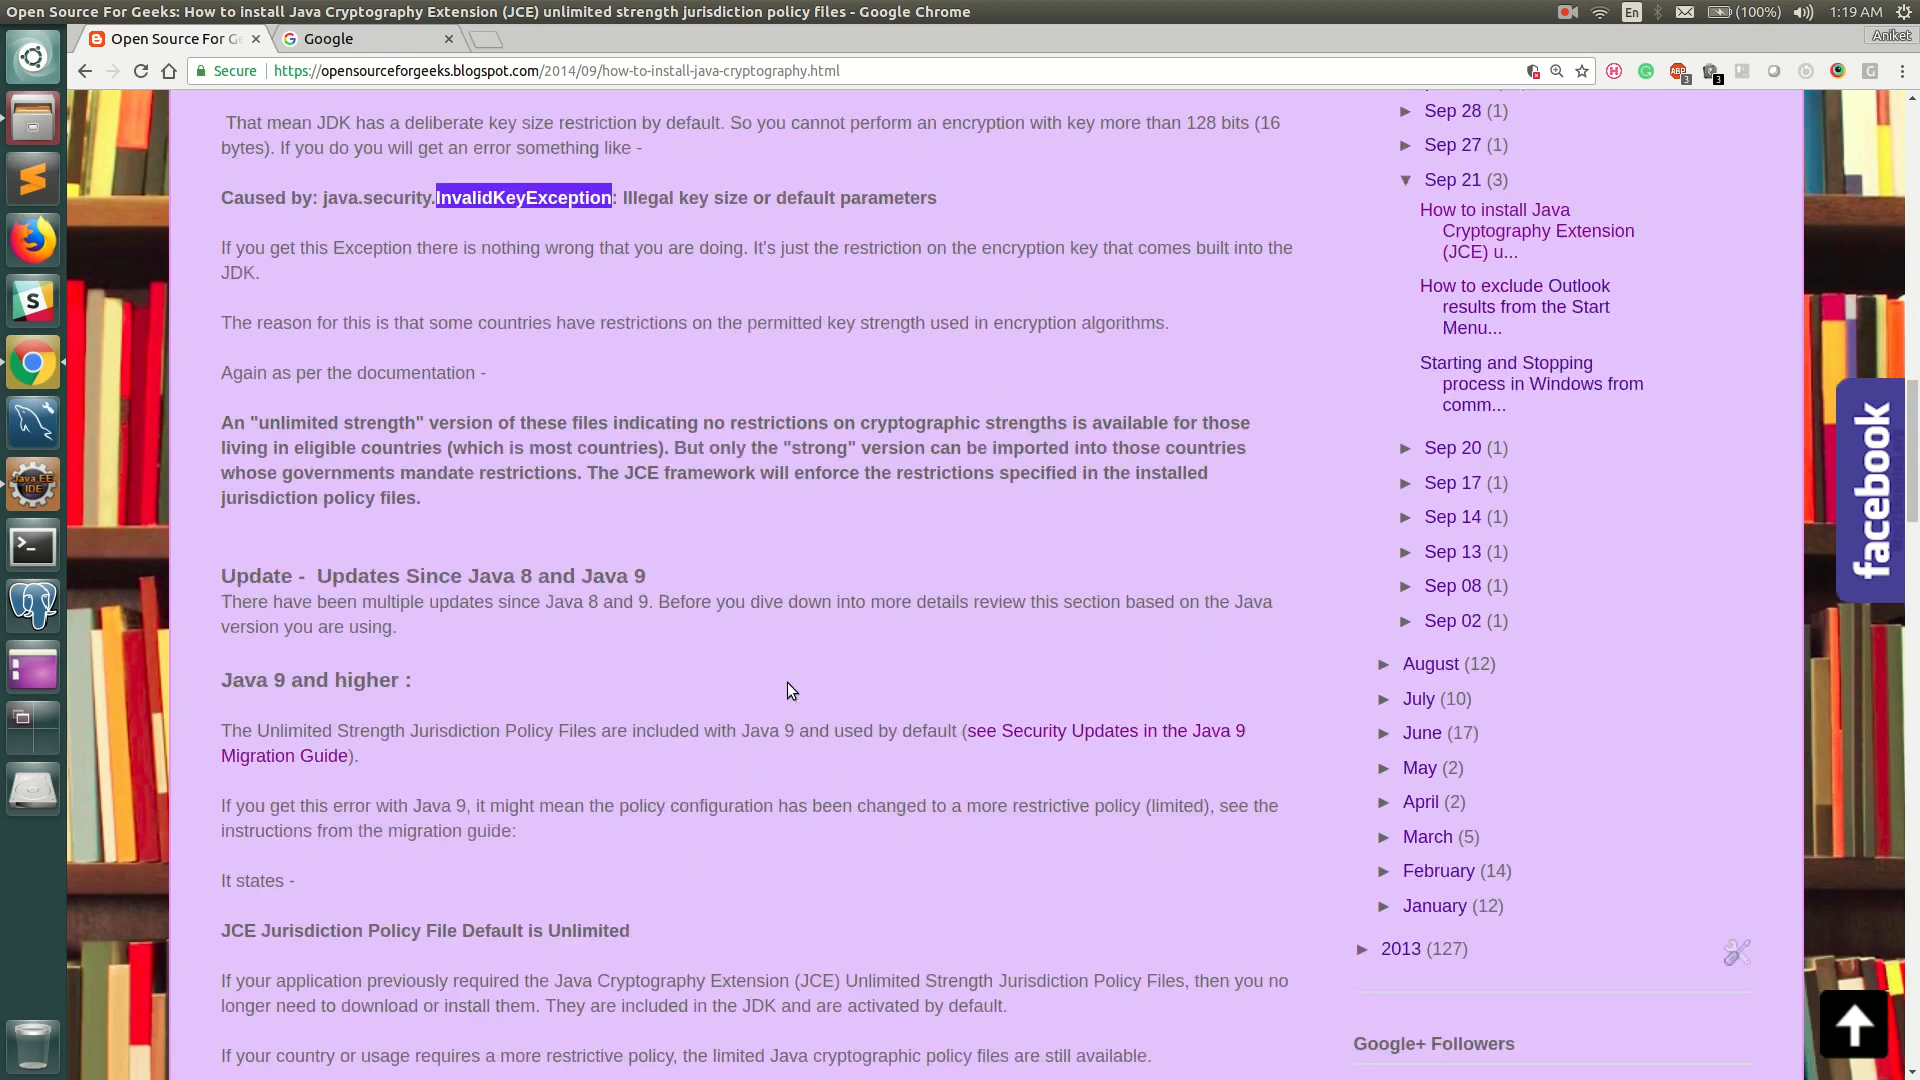 Open Source For Geeks: How to install Java Cryptography Extension (JCE) unlimited strength jurisdiction policy files - Google Chrome
En
(100%)
1:19 AM
Open Source For Ge
Google
Aniket
Secure
https://opensourceforgeeks.blogspot.com/2014/09/how-to-install-java-cryptography.html
ABP
3
3
That mean JDK has a deliberate key size restriction by default. So you cannot perform an encryption with key more than 128 bits (16
bytes). If you do you will get an error something like -
Caused by: java.security.InvalidKeyException: Illegal key size or default parameters
If you get this Exception there is nothing wrong that you are doing. It's just the restriction on the encryption key that comes built into the
JDK.
The reason for this is that some countries have restrictions on the permitted key strength used in encryption algorithms.
Again as per the documentation -
An "unlimited strength" version of these files indicating no restrictions on cryptographic strengths is available for those
living in eligible countries (which is most countries). But only the "strong" version can be imported into those countries
whose governments mandate restrictions. The JCE framework will enforce the restrictions specified in the installed
jurisdiction policy files.
Update -  Updates Since Java 8 and Java 9
There have been multiple updates since Java 8 and 9. Before you dive down into more details review this section based on the Java
version you are using.
Java 9 and higher :
The Unlimited Strength Jurisdiction Policy Files are included with Java 9 and used by default (see Security Updates in the Java 9
Migration Guide).
If you get this error with Java 9, it might mean the policy configuration has been changed to a more restrictive policy (limited), see the
instructions from the migration guide:
It states -
JCE Jurisdiction Policy File Default is Unlimited
If your application previously required the Java Cryptography Extension (JCE) Unlimited Strength Jurisdiction Policy Files, then you no
longer need to download or install them. They are included in the JDK and are activated by default.
If your country or usage requires a more restrictive policy, the limited Java cryptographic policy files are still available.
Sep 28 (1)
Sep 27 (1)
Sep 21 (3)
How to install Java
Cryptography Extension
(JCE) u...
How to exclude Outlook
results from the Start
Menu...
Starting and Stopping
process in Windows from
comm...
Sep 20 (1)
Sep 17 (1)
Sep 14 (1)
Sep 13 (1)
Sep 08 (1)
Sep 02 (1)
August (12)
July (10)
June (17)
May (2)
April (2)
March (5)
February (14)
January (12)
2013 (127)
Google+ Followers
facebook
Java EE
IDE